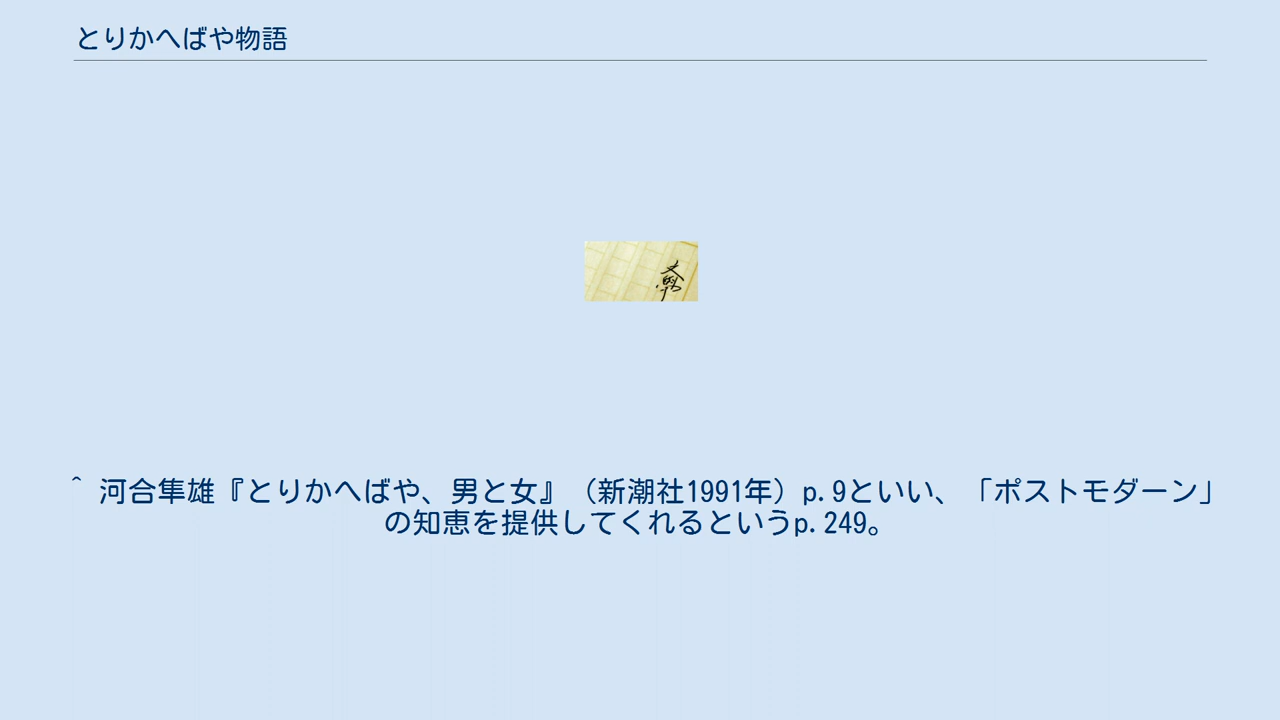 とりかへばや物語
^ 河合隼雄『とりかへばや、男と女』（新潮社1991年）p.9といい、「ポストモダーン」
の知恵を提供してくれるというp.249。